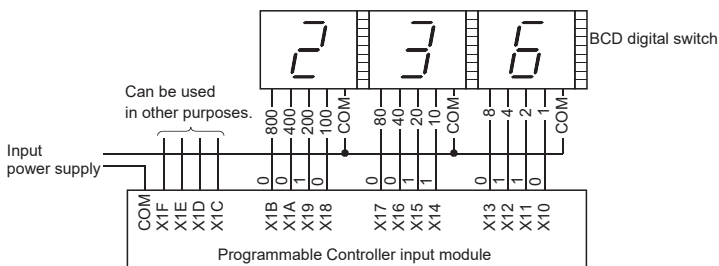 2 3 6
BCD digital switch
Can be used
in other purposes.
800 400 200 100 COM 80 40 20 10 COM 8 4 2 1 COM
Input
power supply
0 0 1 0 0 0 1 1 0 1 1 0
COM X1F X1E X1D X1C X1B X1A X19 X18 X17 X16 X15 X14 X13 X12 X11 X10
Programmable Controller input module